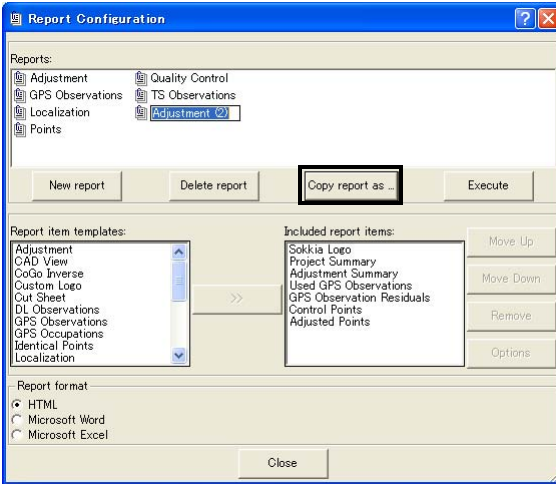 Report Configuration
Reports:
Adjustment
GPS Observations
Localization
Points
Quality Control
TS Observations
Adjustment (2)
New report
Delete report
Copy report as ...
Execute
Report item templates:
Adjustment
CAD View
CoGo Inverse
Custom Logo
Cut Sheet
DL Observations
GPS Observations
GPS Occupations
Identical Points
Localization
>>
Included report items:
Sokkia Logo
Project Summary
Adjustment Summary
Used GPS Observations
GPS Observation Residuals
Control Points
Adjusted Points
Move Up
Move Down
Remove
Options
Report format
HTML
Microsoft Word
Microsoft Excel
Close